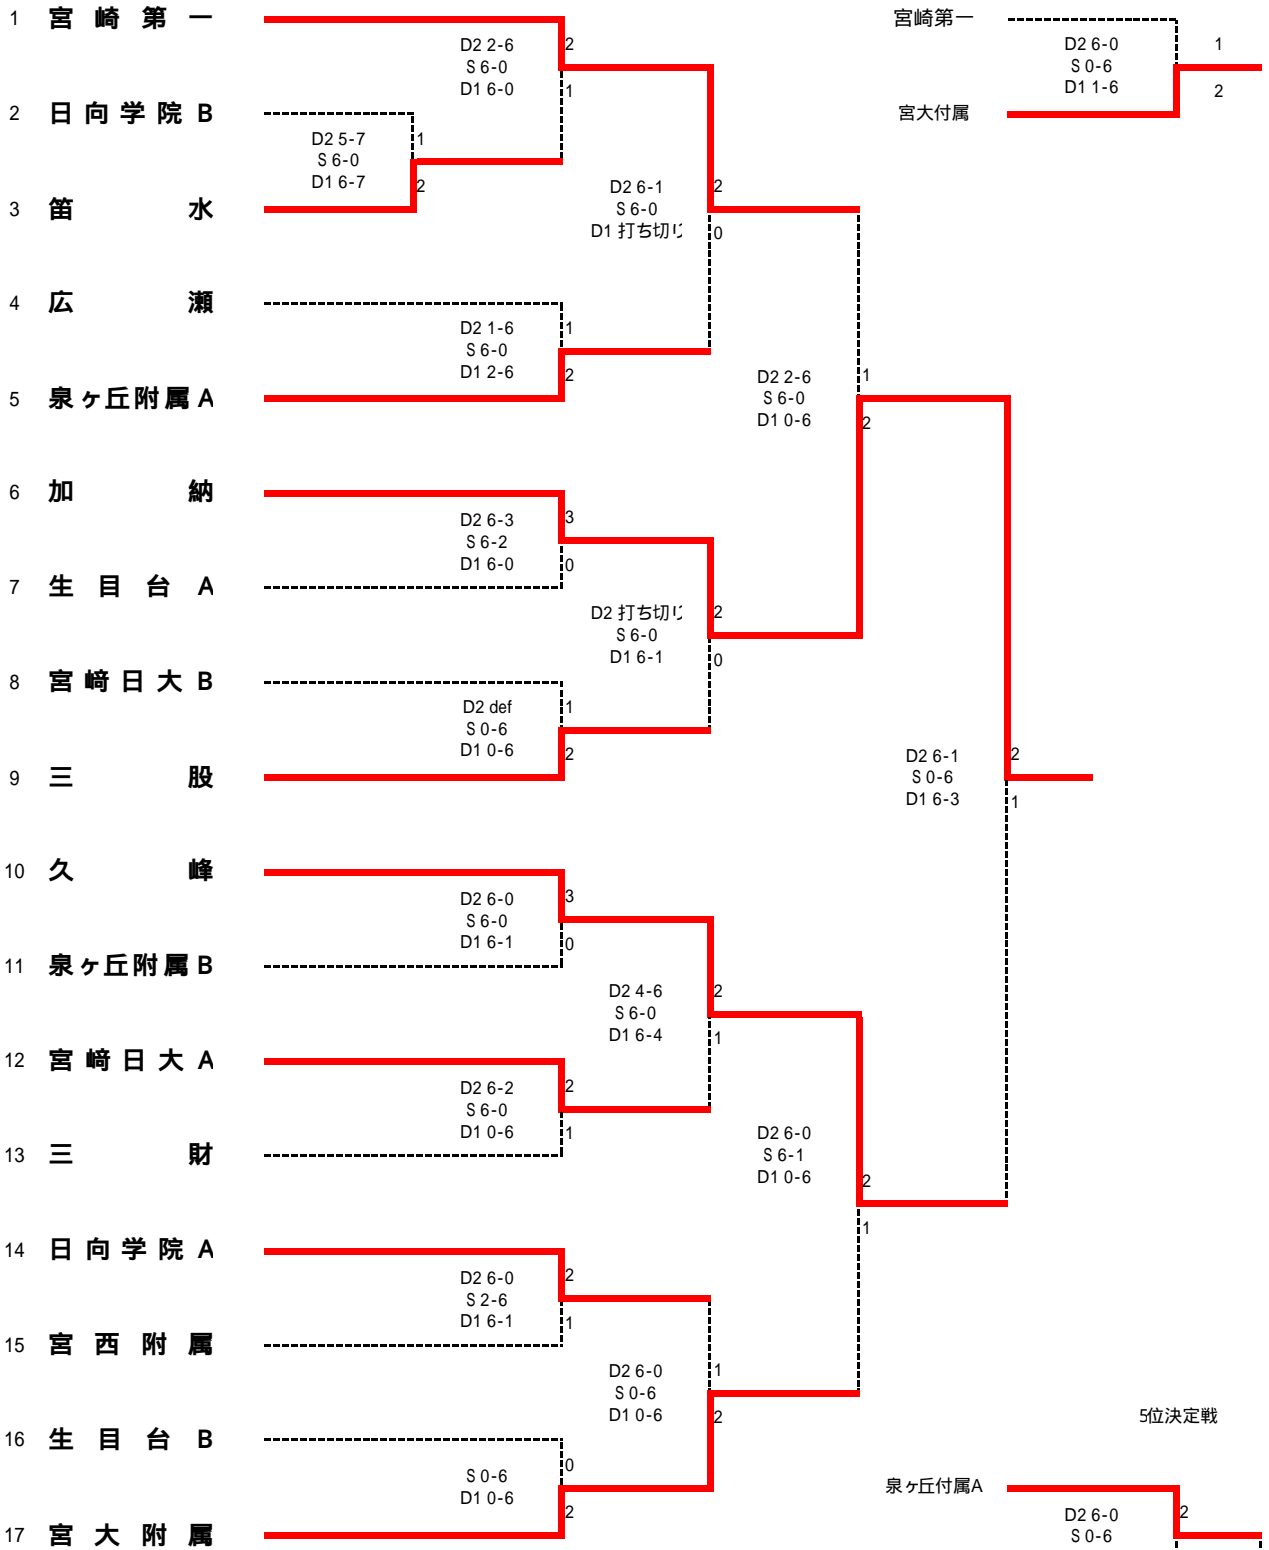 1 宮崎第一
D2 2-6
S 6-0
D1 6-0
2
1
2 日向学院 B
D2 5-7
S 6-0
D1 6-7
1
2
3 笛水
D2 6-1
S 6-0
D1 打ち切り
2
0
4 広瀬
D2 1-6
S 6-0
D1 2-6
1
2
5 泉ヶ丘附属 A
D2 2-6
S 6-0
D1 0-6
1
2
6 加納
D2 6-3
S 6-2
D1 6-0
3
0
7 生目台 A
D2 打ち切り
S 6-0
D1 6-1
2
0
8 宮﨑日大 B
D2 def
S 0-6
D1 0-6
1
2
9 三股
D2 6-1
S 0-6
D1 6-3
2
1
10 久峰
D2 6-0
S 6-0
D1 6-1
3
0
11 泉ヶ丘附属 B
D2 4-6
S 6-0
D1 6-4
2
1
12 宮﨑日大 A
D2 6-2
S 6-0
D1 0-6
2
1
13 三財
D2 6-0
S 6-1
D1 0-6
2
1
14 日向学院 A
D2 6-0
S 2-6
D1 6-1
2
1
15 宮西附属
D2 6-0
S 0-6
D1 0-6
1
2
16 生目台 B
S 0-6
D1 0-6
0
2
17 宮大附属
宮崎第一
D2 6-0
S 0-6
D1 1-6
1
2
宮大付属
5位決定戦
泉ヶ丘付属A
D2 6-0
S 0-6
2